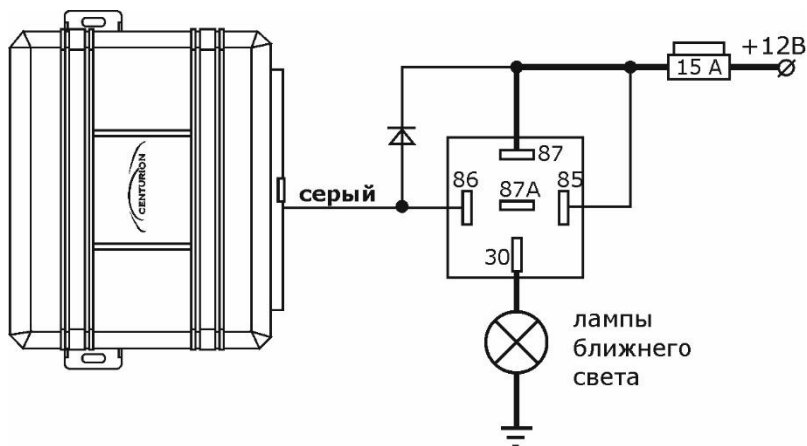 +12В
15 А
87
86
87А
85
CENTURION
серый
30
лампы
ближнего
света